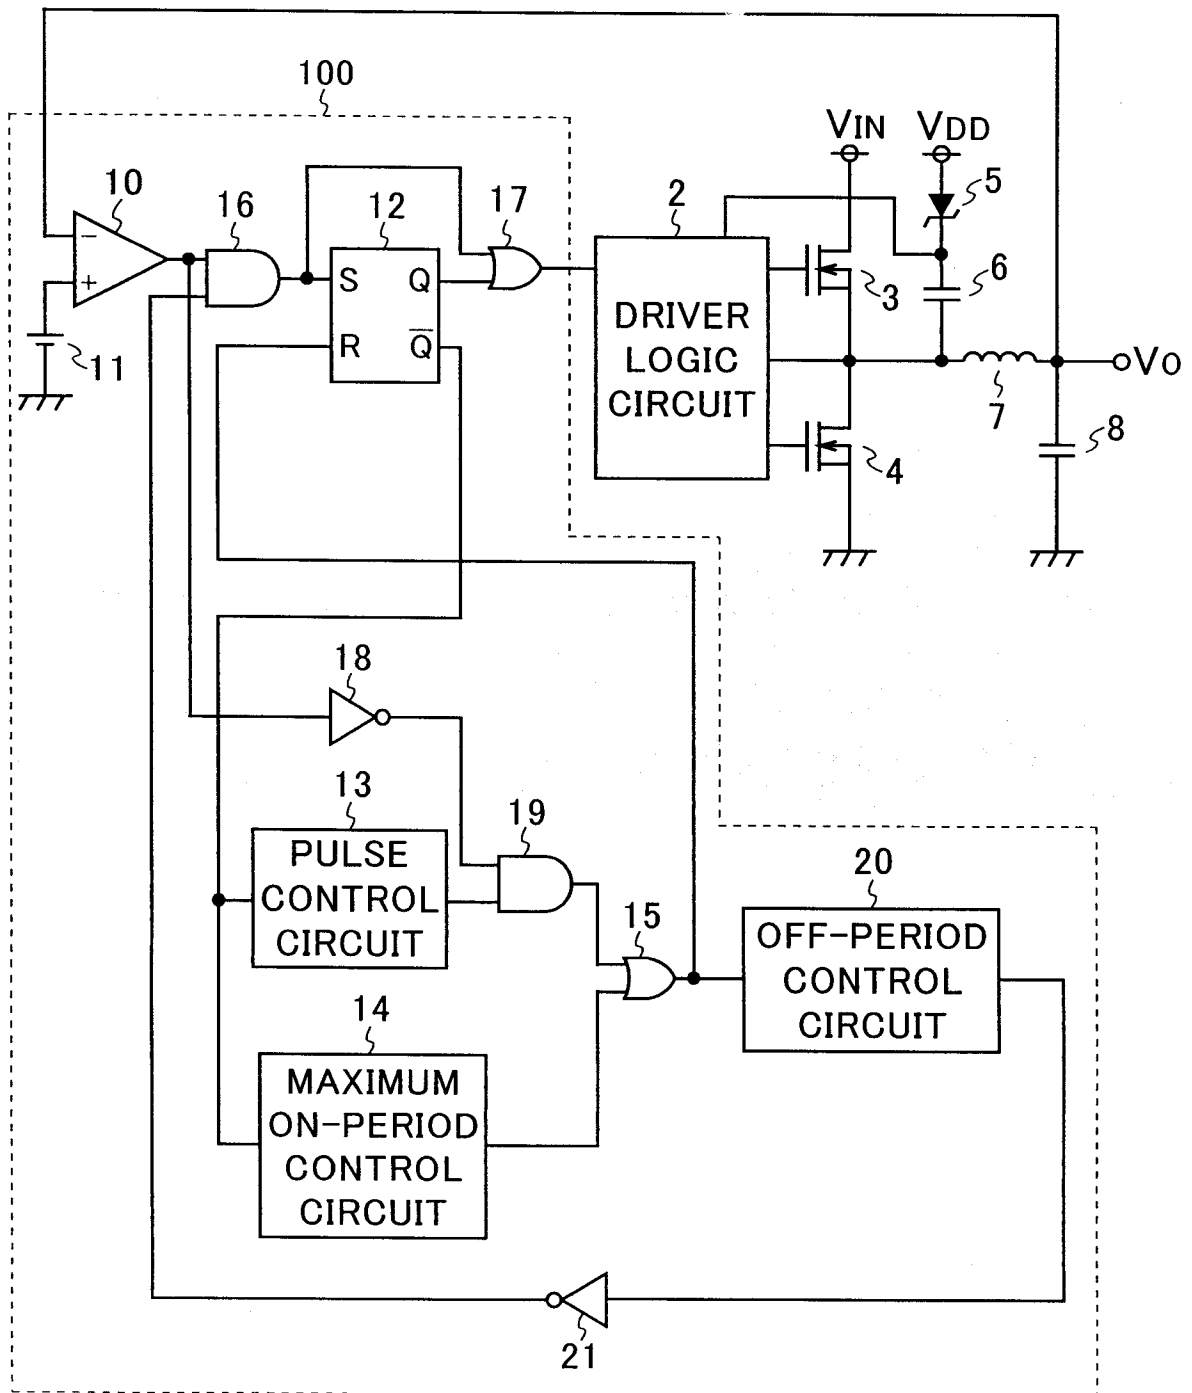 100
VIN
VDD
10
16
12
17
2
5
−
+
S
Q
R
Q̅
11
DRIVER
LOGIC
CIRCUIT
3
6
4
7
VO
8
18
13
PULSE
CONTROL
CIRCUIT
19
15
20
OFF-PERIOD
CONTROL
CIRCUIT
14
MAXIMUM
ON-PERIOD
CONTROL
CIRCUIT
21